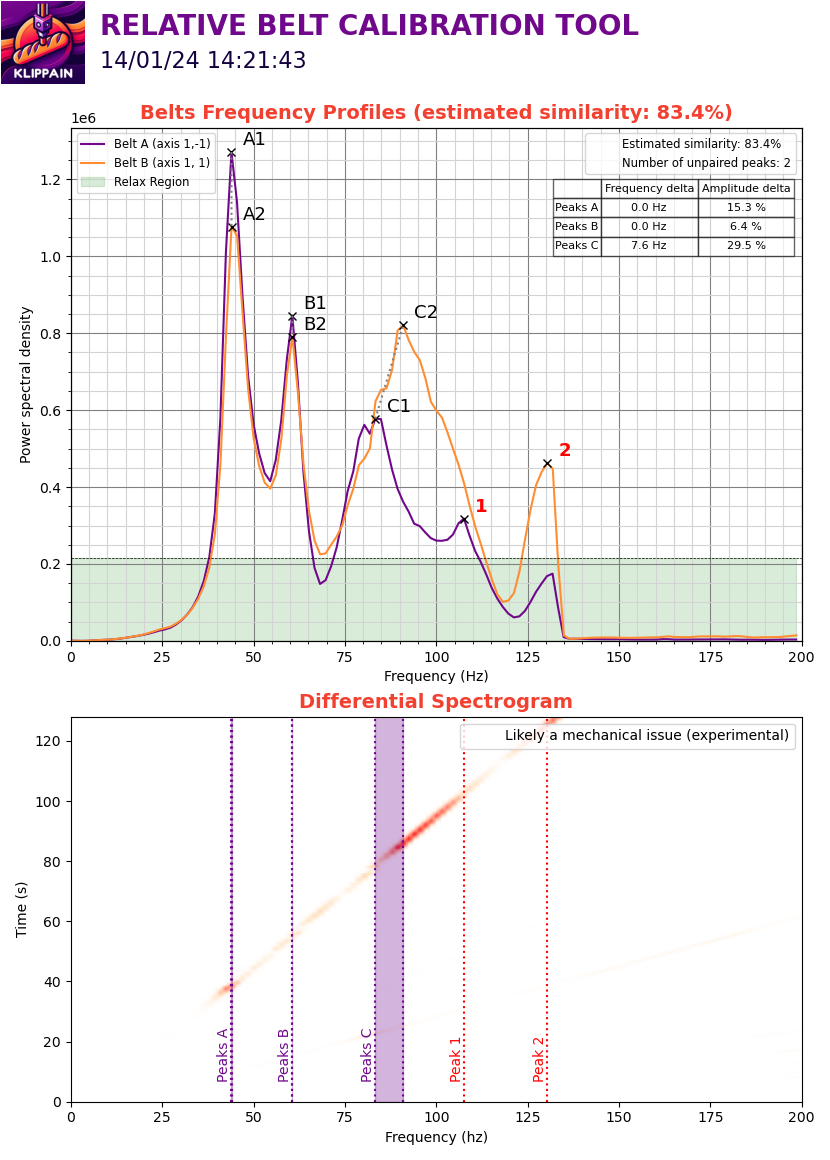 RELATIVE BELT CALIBRATION TOOL
14/01/24 14:21:43
KLIPPAIN
Belts Frequency Profiles (estimated similarity: 83.4%)
1e6
Belt A (axis 1,-1)
Belt B (axis 1, 1)
Relax Region
Estimated similarity: 83.4%
Number of unpaired peaks: 2
Frequency delta Amplitude delta
Peaks A 0.0 Hz 15.3 %
Peaks B 0.0 Hz 6.4 %
Peaks C 7.6 Hz 29.5 %
A1
A2
B1
B2
C2
C1
2
1
Power spectral density
1.2
1.0
0.8
0.6
0.4
0.2
0.0
0 25 50 75 100 125 150 175 200
Frequency (Hz)
Differential Spectrogram
Likely a mechanical issue (experimental)
Time (s)
120
100
80
60
40
20
0
Peaks A
Peaks B
Peaks C
Peak 1
Peak 2
0 25 50 75 100 125 150 175 200
Frequency (hz)